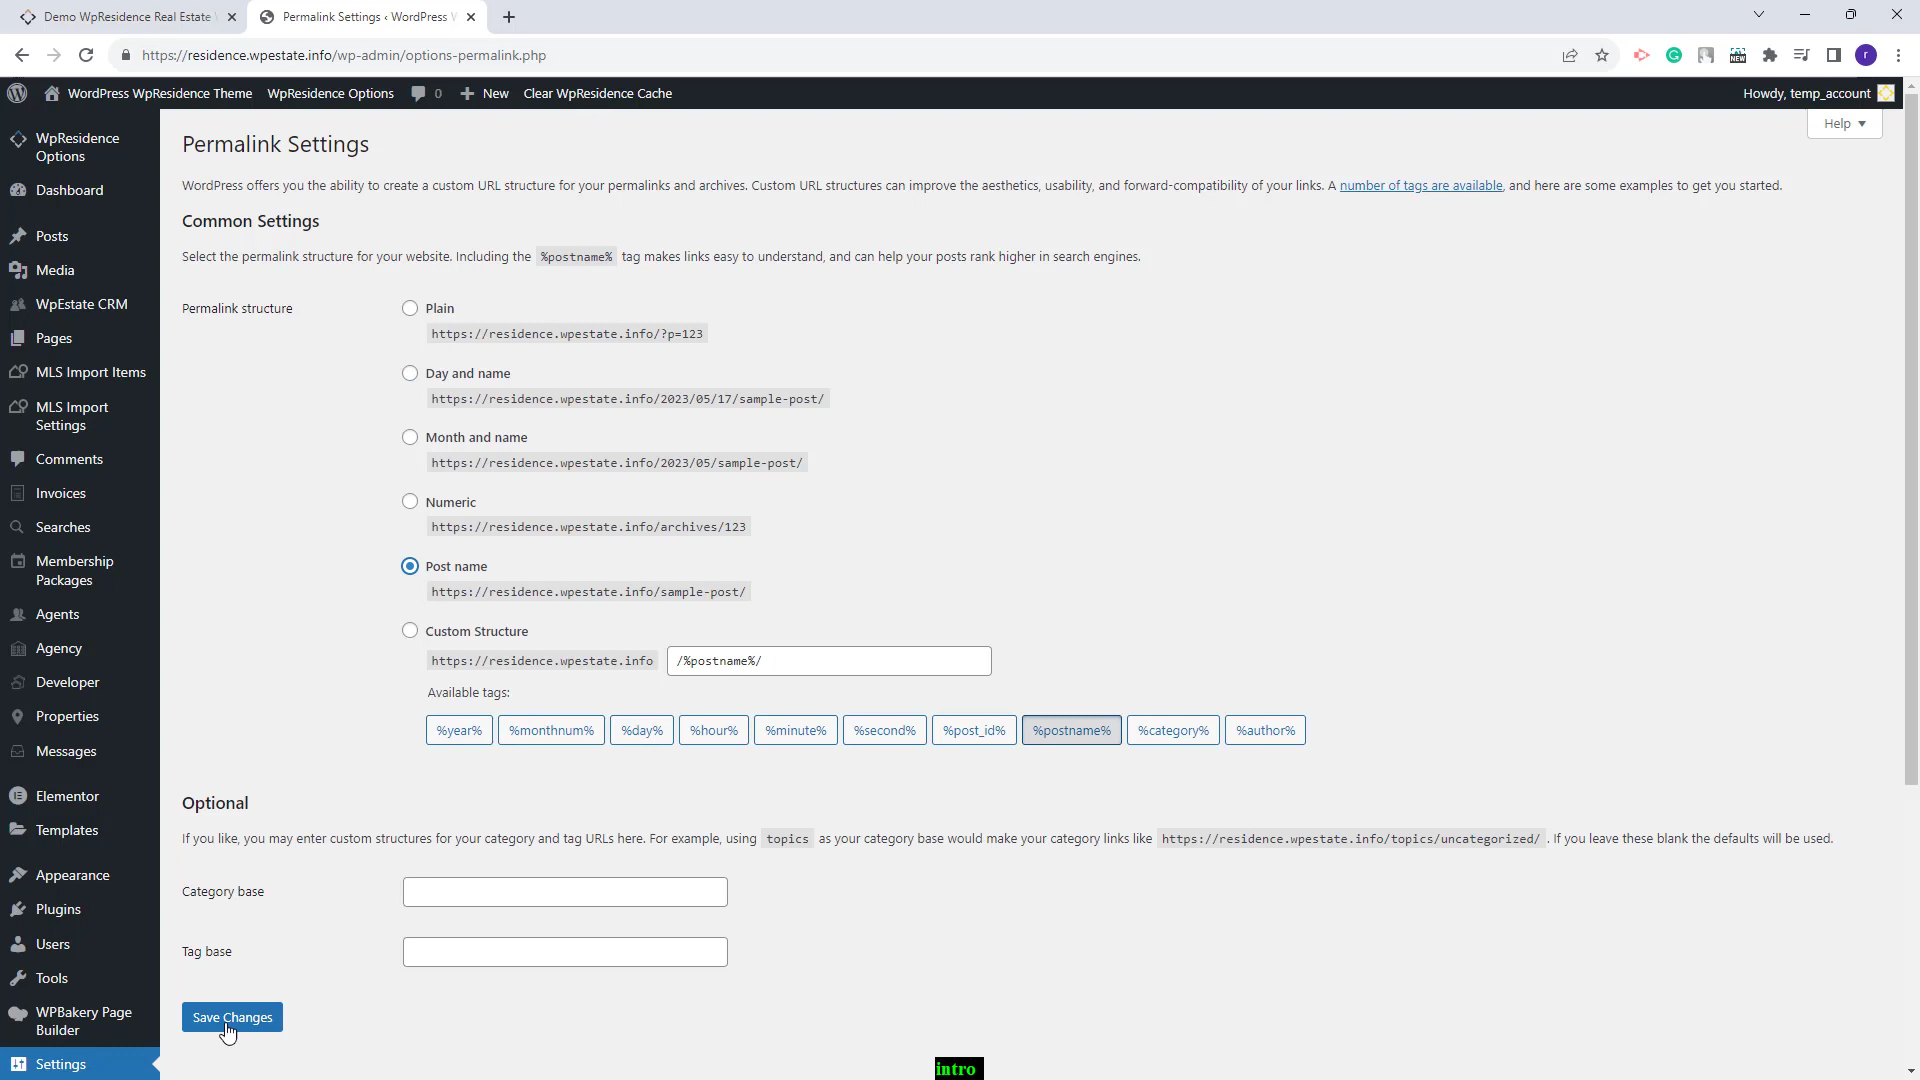 Demo WpResidence Real Estate
Permalink Settings ‹ WordPress W
https://residence.wpestate.info/wp-admin/options-permalink.php
NEW
r
WordPress WpResidence Theme
WpResidence Options
0
New
Clear WpResidence Cache
Howdy, temp_account
Help
WpResidence
Options
Dashboard
Posts
Media
WpEstate CRM
Pages
MLS Import Items
MLS Import
Settings
Comments
Invoices
Searches
Membership
Packages
Agents
Agency
Developer
Properties
Messages
Elementor
Templates
Appearance
Plugins
Users
Tools
WPBakery Page
Builder
Settings
Permalink Settings
WordPress offers you the ability to create a custom URL structure for your permalinks and archives. Custom URL structures can improve the aesthetics, usability, and forward-compatibility of your links. A number of tags are available, and here are some examples to get you started.
Common Settings
Select the permalink structure for your website. Including the %postname% tag makes links easy to understand, and can help your posts rank higher in search engines.
Permalink structure
Plain
https://residence.wpestate.info/?p=123
Day and name
https://residence.wpestate.info/2023/05/17/sample-post/
Month and name
https://residence.wpestate.info/2023/05/sample-post/
Numeric
https://residence.wpestate.info/archives/123
Post name
https://residence.wpestate.info/sample-post/
Custom Structure
https://residence.wpestate.info /%postname%/
Available tags:
%year% %monthnum% %day% %hour% %minute% %second% %post_id% %postname% %category% %author%
Optional
If you like, you may enter custom structures for your category and tag URLs here. For example, using topics as your category base would make your category links like https://residence.wpestate.info/topics/uncategorized/ . If you leave these blank the defaults will be used.
Category base
Tag base
Save Changes
intro